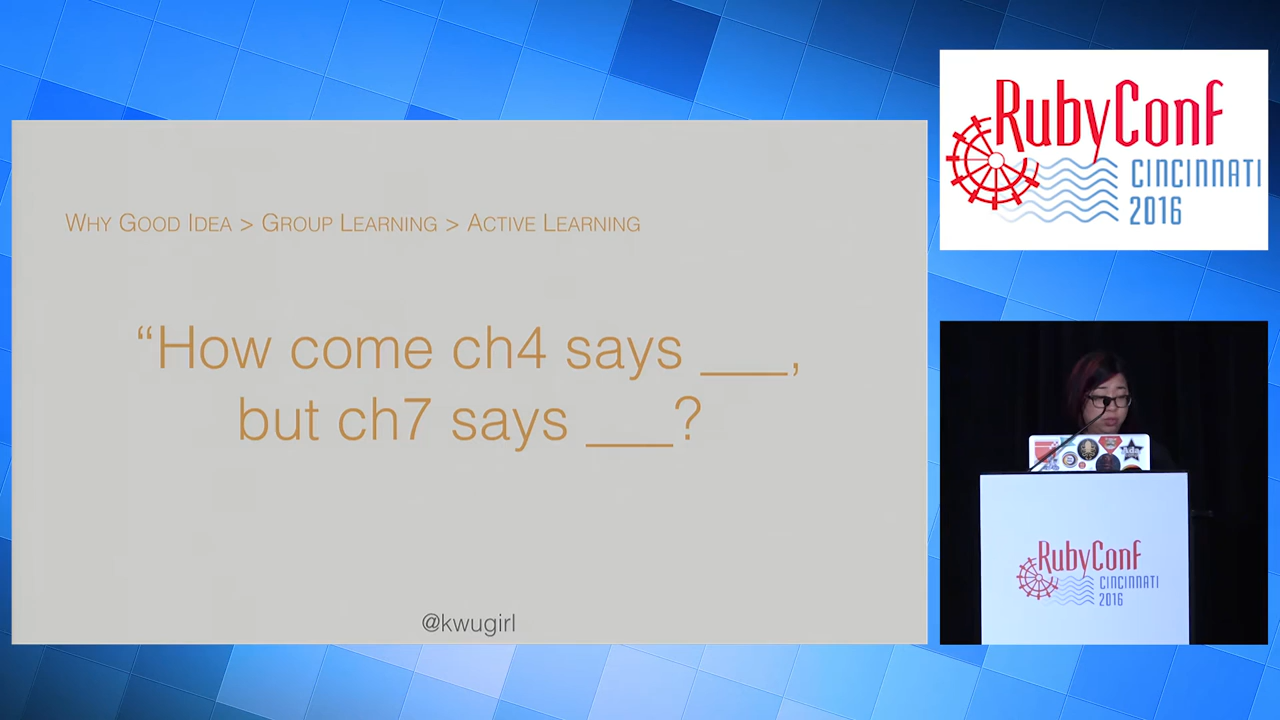 WHY GOOD IDEA > GROUP LEARNING > ACTIVE LEARNING
“How come ch4 says ___,
but ch7 says ___?
@kwugirl
RubyConf
CINCINNATI
2016
Ada
RubyConf
CINCINNATI
2016